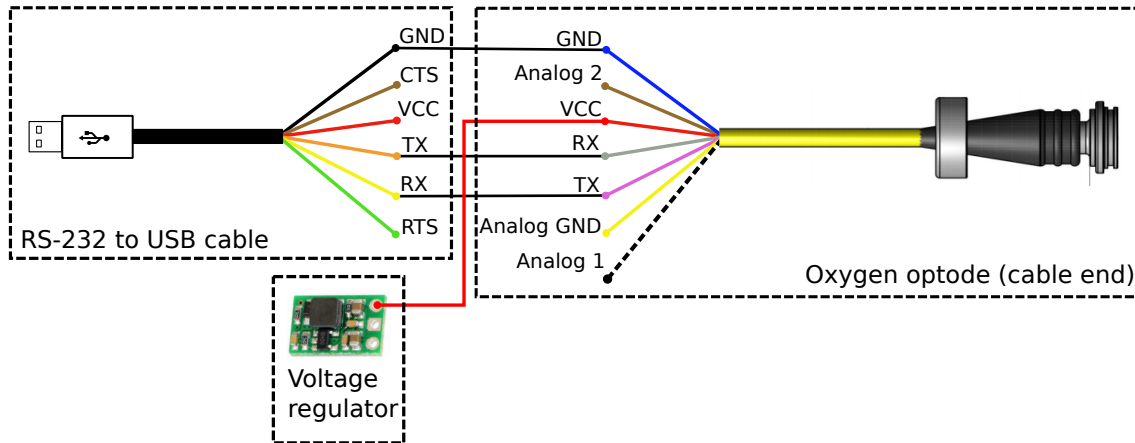 GND
CTS
VCC
TX
RX
RTS
RS-232 to USB cable
GND
Analog 2
VCC
RX
TX
Analog GND
Analog 1
Oxygen optode (cable end)
Voltage
regulator